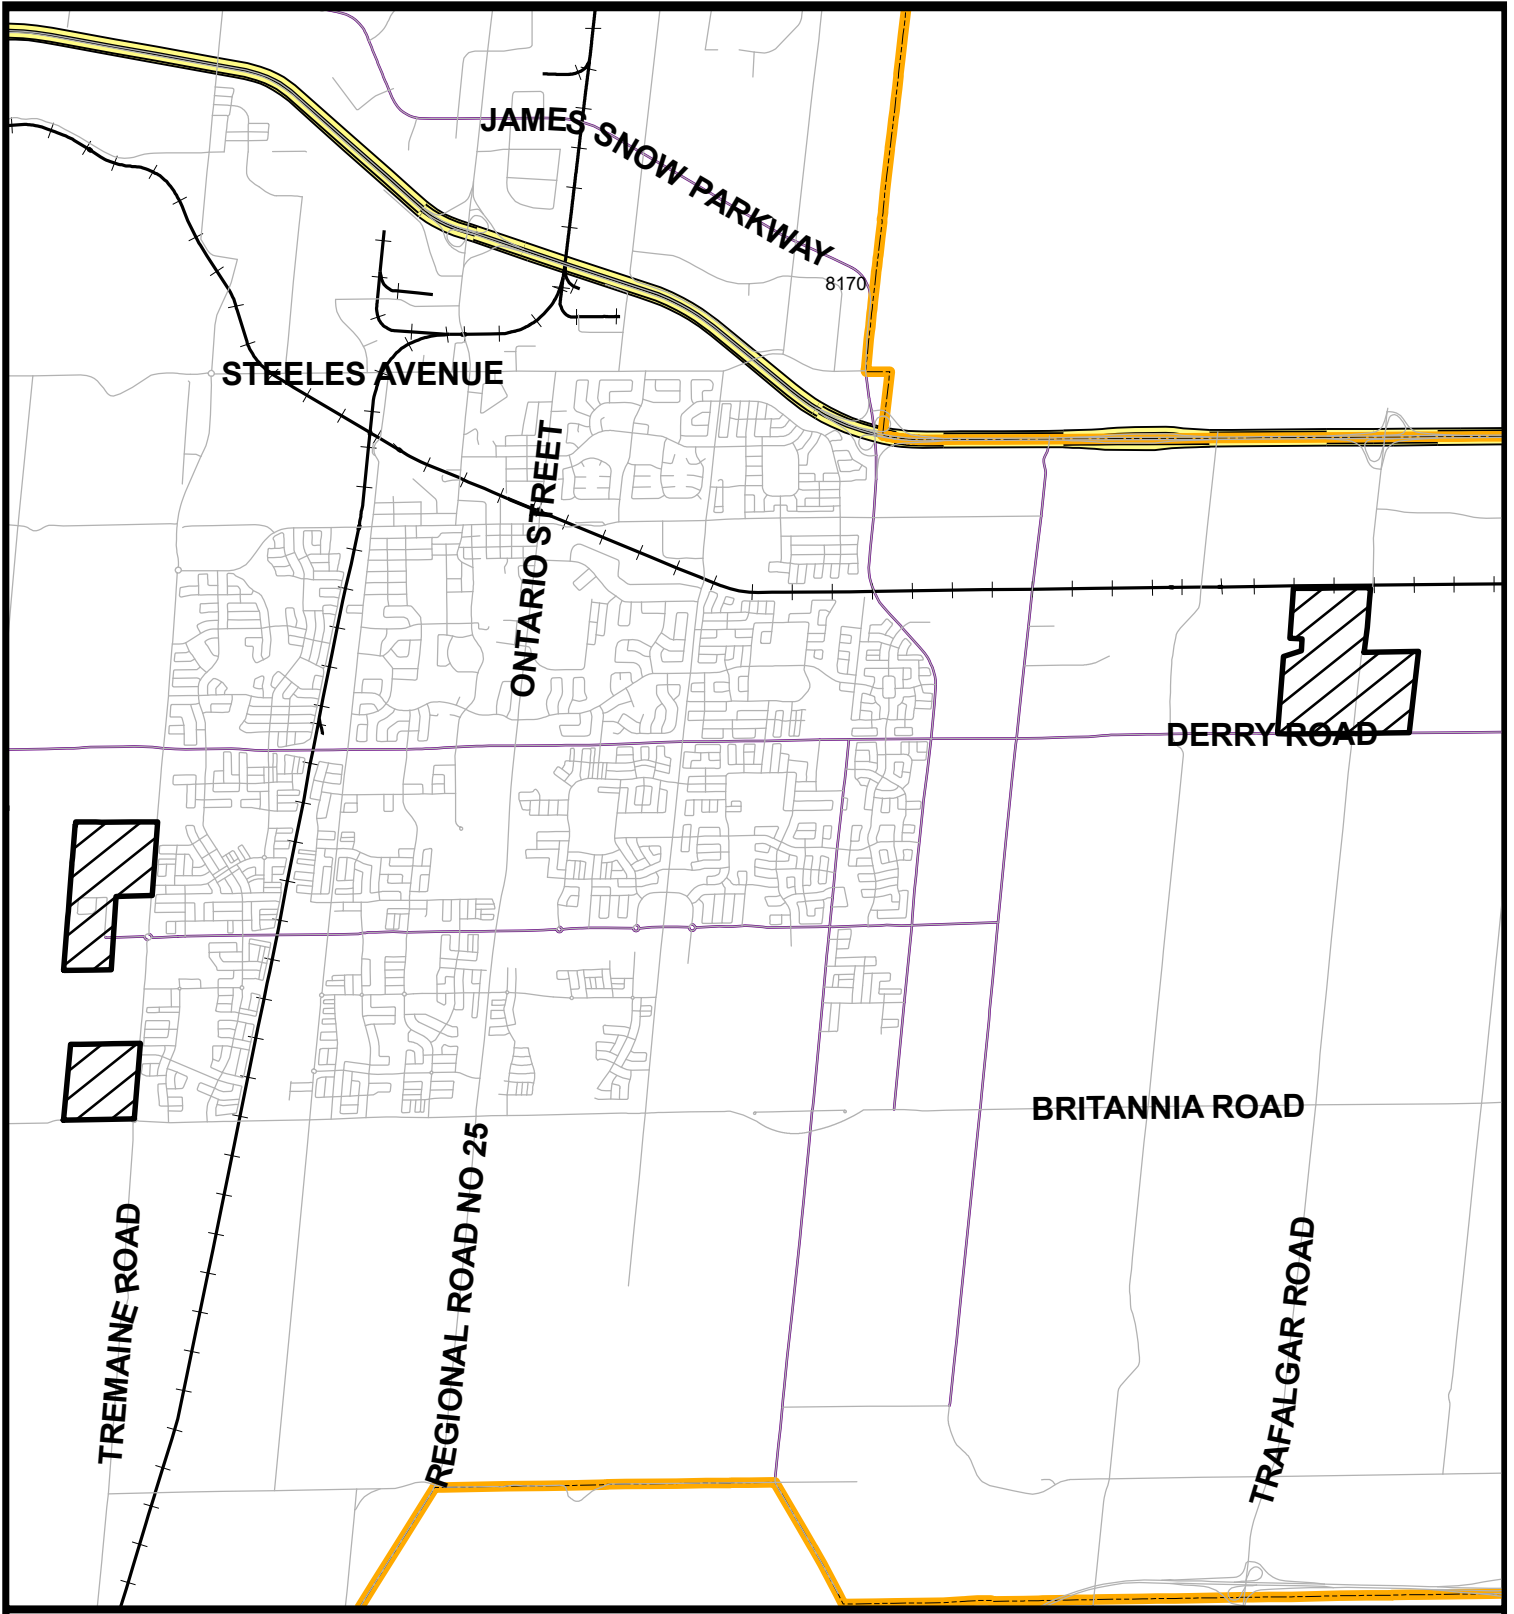 JAMES SNOW PARKWAY
8170
STEELES AVENUE
ONTARIO STREET
DERRY ROAD
BRITANNIA ROAD
REGIONAL ROAD NO 25
TREMAINE ROAD
TRAFALGAR ROAD